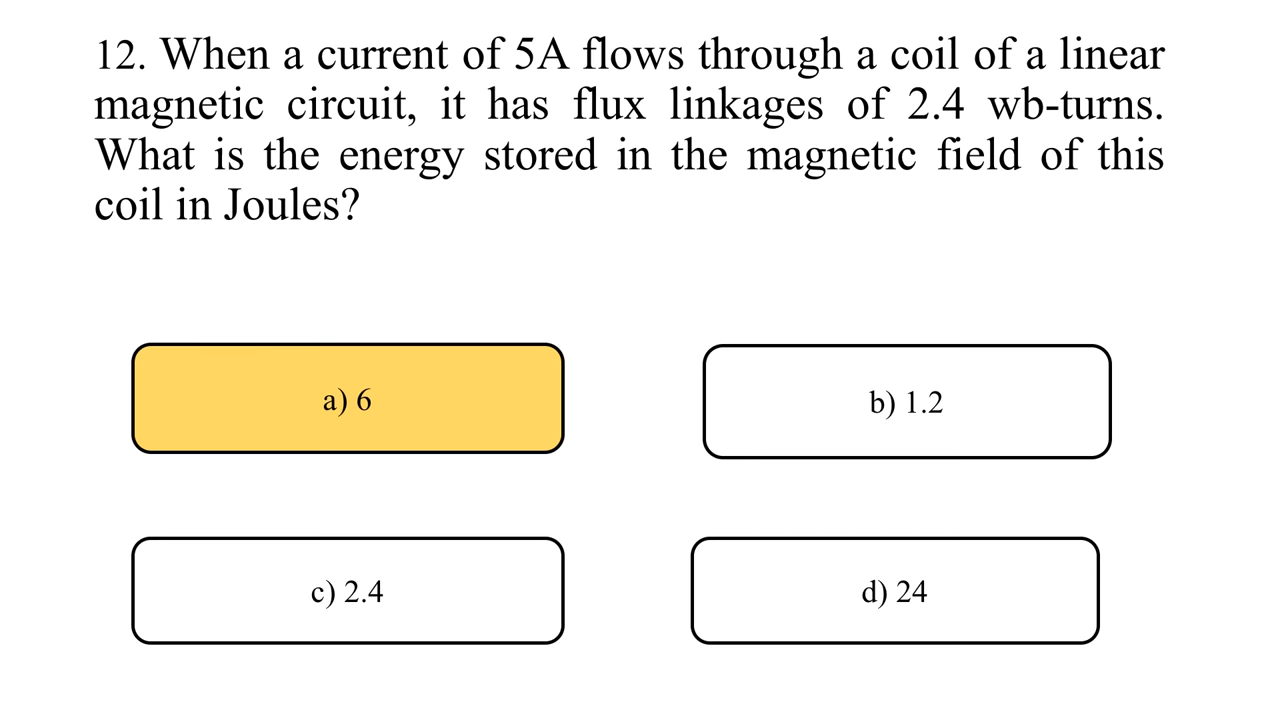 12. When a current of 5A flows through a coil of a linear
magnetic circuit, it has flux linkages of 2.4 wb-turns.
What is the energy stored in the magnetic field of this
coil in Joules?
a) 6
b) 1.2
c) 2.4
d) 24